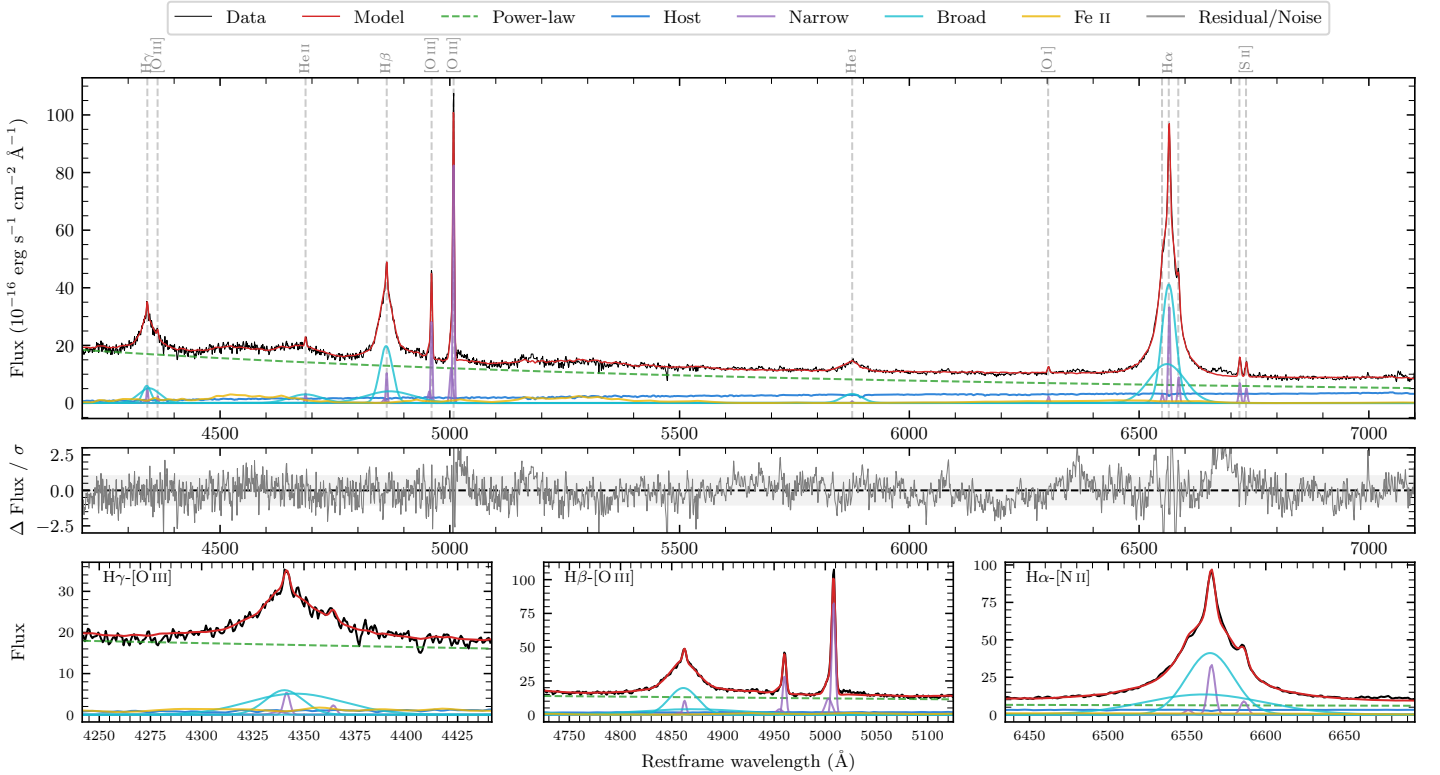 Data Model Power-law Host Narrow Broad Fe II Residual/Noise
Hγ [O III] He II Hβ [O III] [O III] He I [O I] Hα [S II]
Flux (10⁻¹⁶ erg s⁻¹ cm⁻² Å⁻¹)
100
80
60
40
20
0
4500 5000 5500 6000 6500 7000
Δ Flux / σ
2.5
0.0
−2.5
4500 5000 5500 6000 6500 7000
Flux
Hγ-[O III]
30
20
10
0
4250 4275 4300 4325 4350 4375 4400 4425
Hβ-[O III]
100
75
50
25
0
4750 4800 4850 4900 4950 5000 5050 5100
Hα-[N II]
100
75
50
25
0
6450 6500 6550 6600 6650
Restframe wavelength (Å)